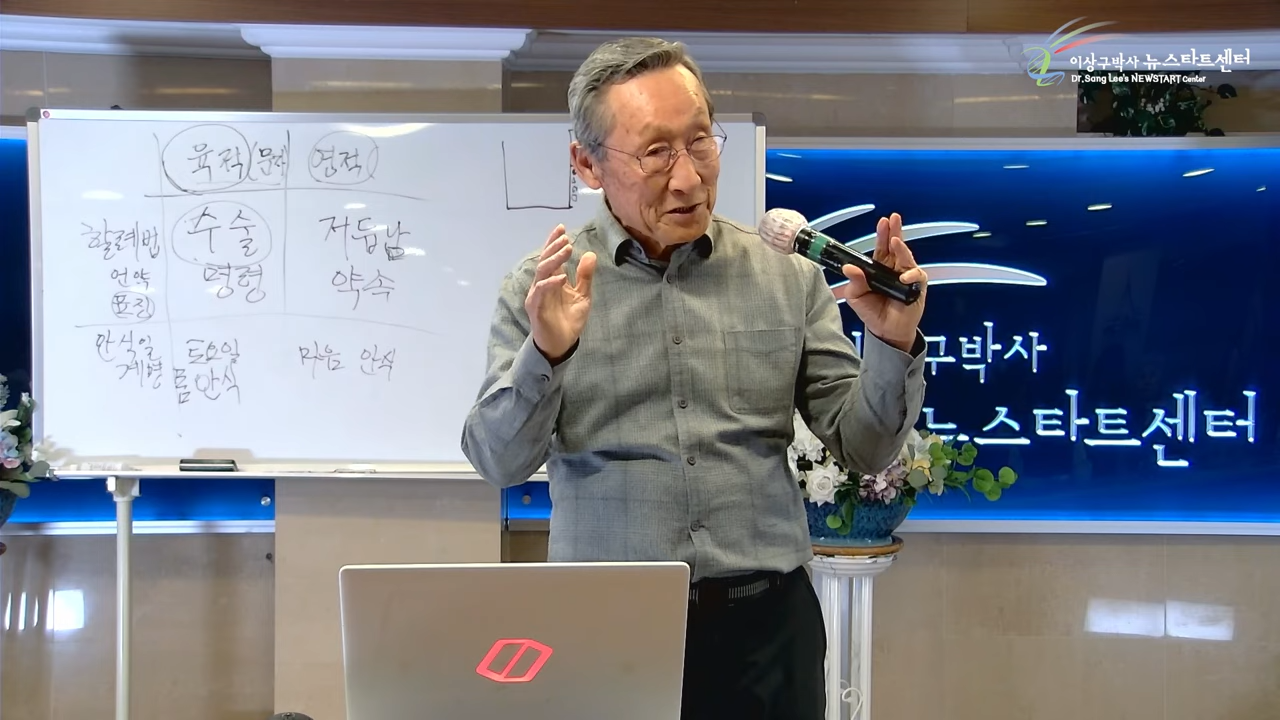 이상구박사 뉴스타트센터
Dr. Sang Lee's NEWSTART Center
육적 (문자) 영적
할례법 수술 저듭남
언약 명령 약속
표징
안식일 토요일 마음 안식
계명 몸 안식
구박사
뉴스타트센터